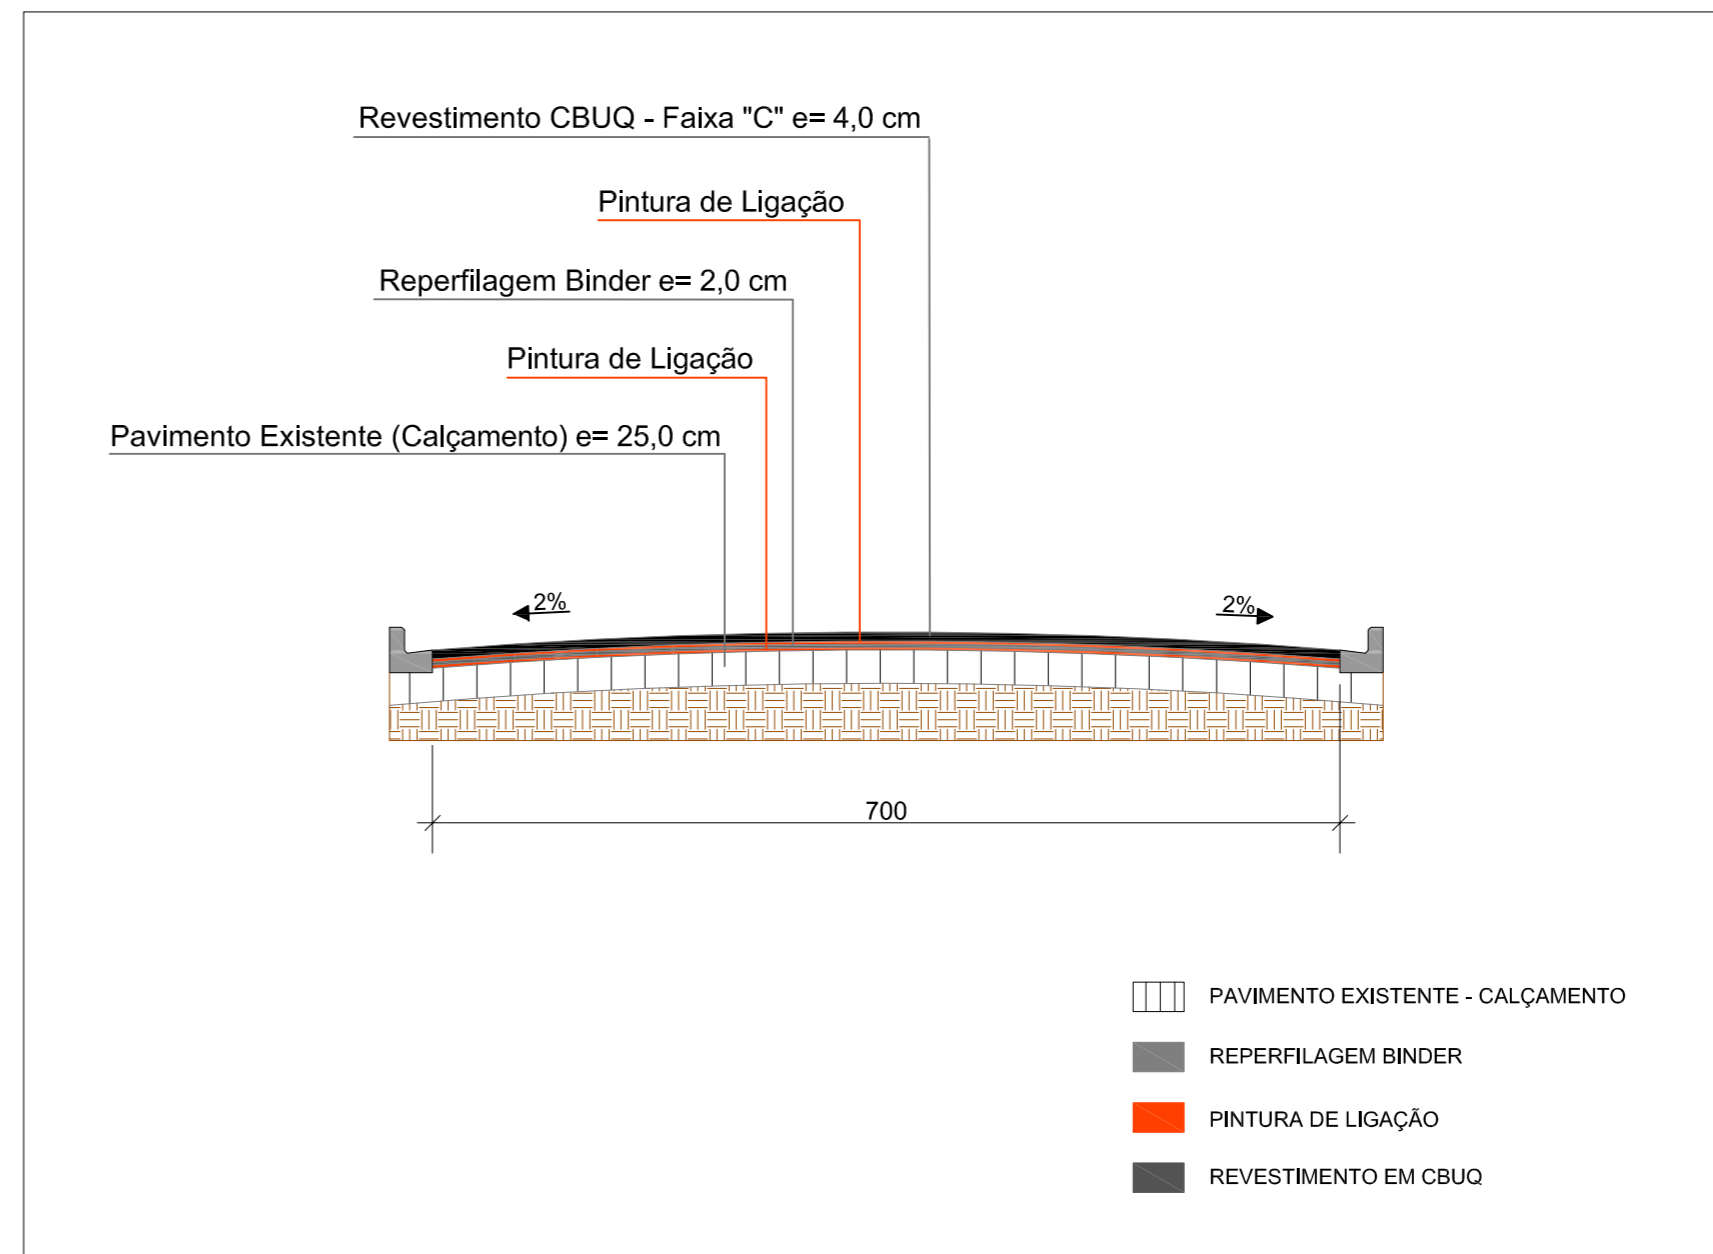 Revestimento CBUQ - Faixa "C" e= 4,0 cm
Pintura de Ligação
Reperfilagem Binder e= 2,0 cm
Pintura de Ligação
Pavimento Existente (Calçamento) e= 25,0 cm
2%
2%
700
PAVIMENTO EXISTENTE - CALÇAMENTO
REPERFILAGEM BINDER
PINTURA DE LIGAÇÃO
REVESTIMENTO EM CBUQ